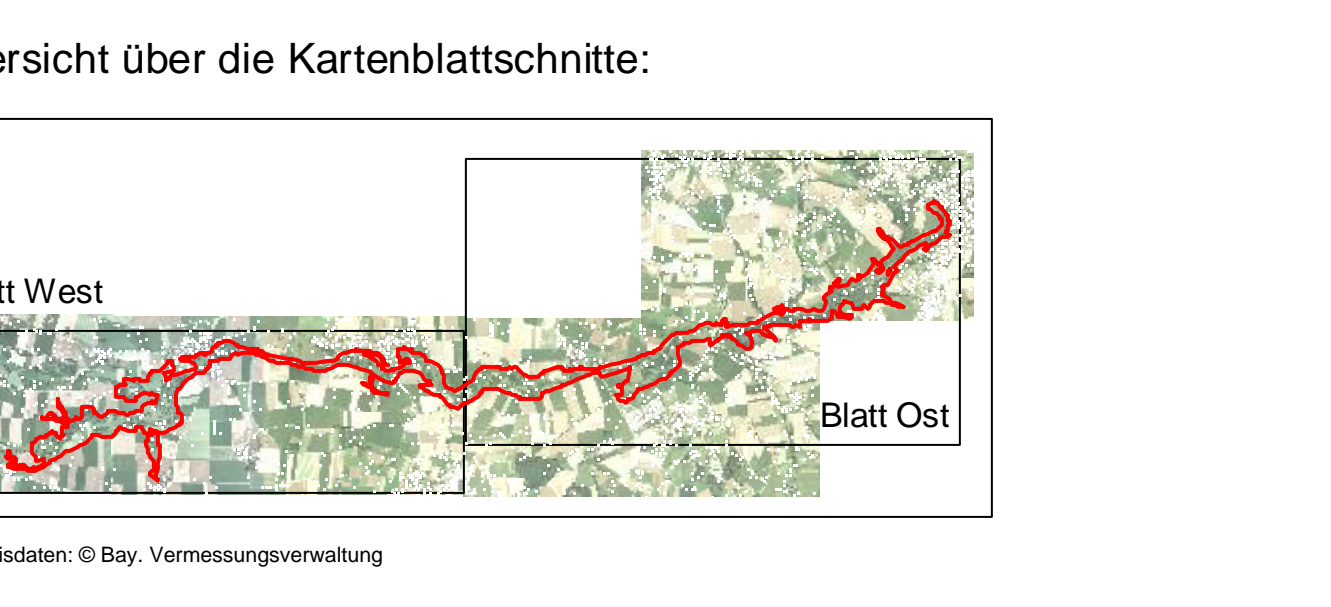 ersicht über die Kartenblattschnitte:
tt West
Blatt Ost
isdaten: © Bay. Vermessungsverwaltung